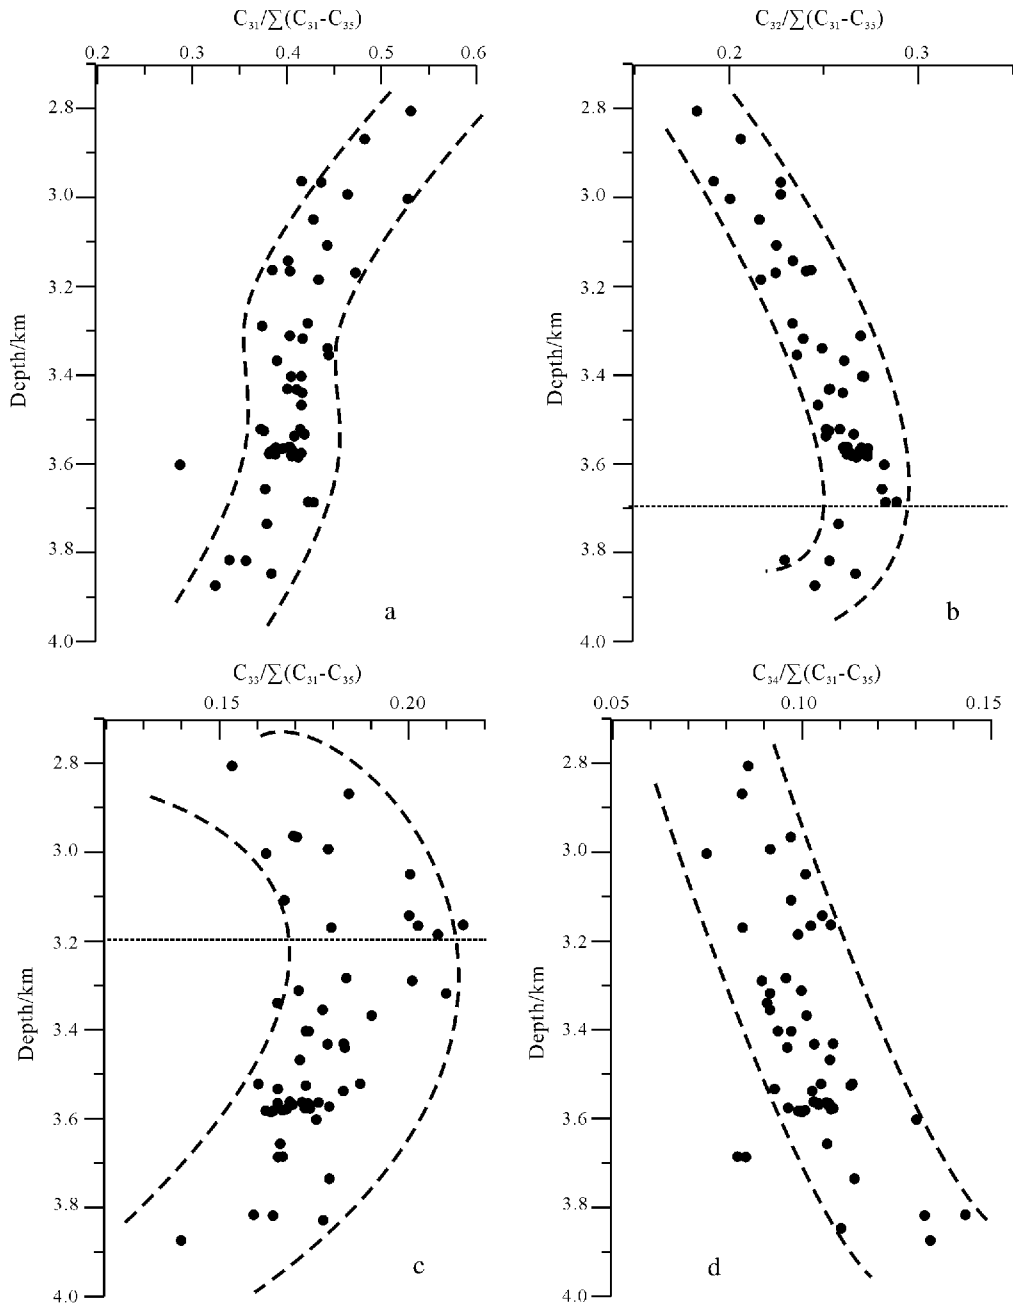 C31/∑(C31-C35)
C32/∑(C31-C35)
0.2 0.3 0.4 0.5 0.6
0.2 0.3
2.8
3.0
3.2
3.4
3.6
3.8
4.0
Depth/km
a
2.8
3.0
3.2
3.4
3.6
3.8
4.0
Depth/km
b
C33/∑(C31-C35)
C34/∑(C31-C35)
0.15 0.20
0.05 0.10 0.15
2.8
3.0
3.2
3.4
3.6
3.8
4.0
Depth/km
c
2.8
3.0
3.2
3.4
3.6
3.8
4.0
Depth/km
d